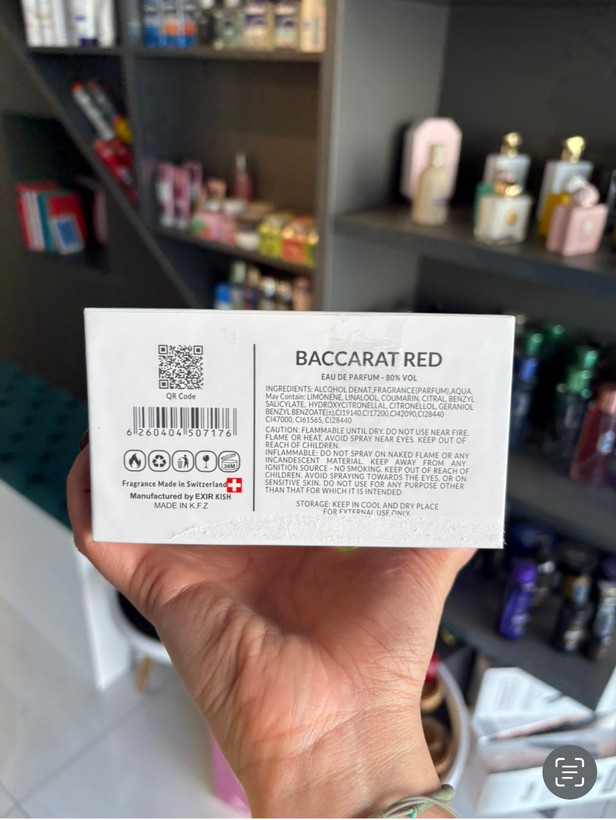 BACCARAT RED
EAU DE PARFUM - 80% VOL
INGREDIENTS: ALCOHOL DENAT,FRAGRANCE(PARFUM),AQUA,
May Contain: LIMONENE, LINALOOL, COUMARIN, CITRAL, BENZYL
SALICYLATE, HYDROXYCITRONELLAL, CITRONELLOL, GERANIOL
BENZYL BENZOATE(±),CI19140,CI17200,CI42090,CI28440
CI47000, CI61565, CI28440
CAUTION: FLAMMABLE UNTIL DRY. DO NOT USE NEAR FIRE,
FLAME OR HEAT, AVOID SPRAY NEAR EYES. KEEP OUT OF
REACH OF CHILDREN.
INFLAMMABLE: DO NOT SPRAY ON NAKED FLAME OR ANY
INCANDESCENT MATERIAL. KEEP AWAY FROM ANY
IGNITION SOURCE - NO SMOKING. KEEP OUT OF REACH OF
CHILDREN, AVOID SPRAYING TOWARDS THE EYES. OR ON
SENSITIVE SKIN. DO NOT USE FOR ANY PURPOSE OTHER
THAN THAT FOR WHICH IT IS INTENDED
STORAGE: KEEP IN COOL AND DRY PLACE
FOR EXTERNAL USE ONLY
QR Code
6 260404 507176
36M
Fragrance Made in Switzerland
Manufactured by EXIR KISH
MADE IN K.F.Z